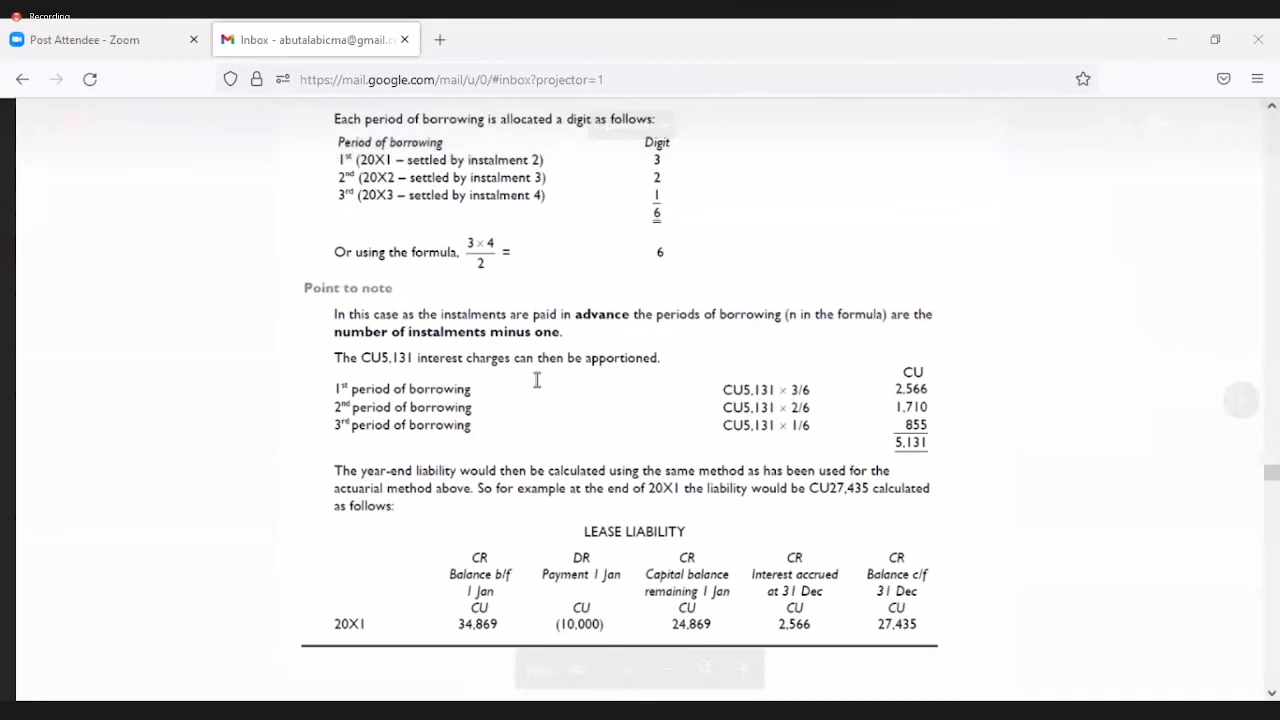 Recording
Post Attendee - Zoom
Inbox - abutalabicma@gmail.c
https://mail.google.com/mail/u/0/#inbox?projector=1
Each period of borrowing is allocated a digit as follows:
Period of borrowing Digit
1st (20X1 – settled by instalment 2) 3
2nd (20X2 – settled by instalment 3) 2
3rd (20X3 – settled by instalment 4) 1
6
Or using the formula, 3 × 4 / 2 = 6
Point to note
In this case as the instalments are paid in advance the periods of borrowing (n in the formula) are the
number of instalments minus one.
The CU5,131 interest charges can then be apportioned.
CU
1st period of borrowing CU5,131 × 3/6 2,566
2nd period of borrowing CU5,131 × 2/6 1,710
3rd period of borrowing CU5,131 × 1/6 855
5,131
The year-end liability would then be calculated using the same method as has been used for the
actuarial method above. So for example at the end of 20X1 the liability would be CU27,435 calculated
as follows:
LEASE LIABILITY
CR DR CR CR CR
Balance b/f Payment 1 Jan Capital balance Interest accrued Balance c/f
1 Jan remaining 1 Jan at 31 Dec 31 Dec
CU CU CU CU CU
20X1 34,869 (10,000) 24,869 2,566 27,435